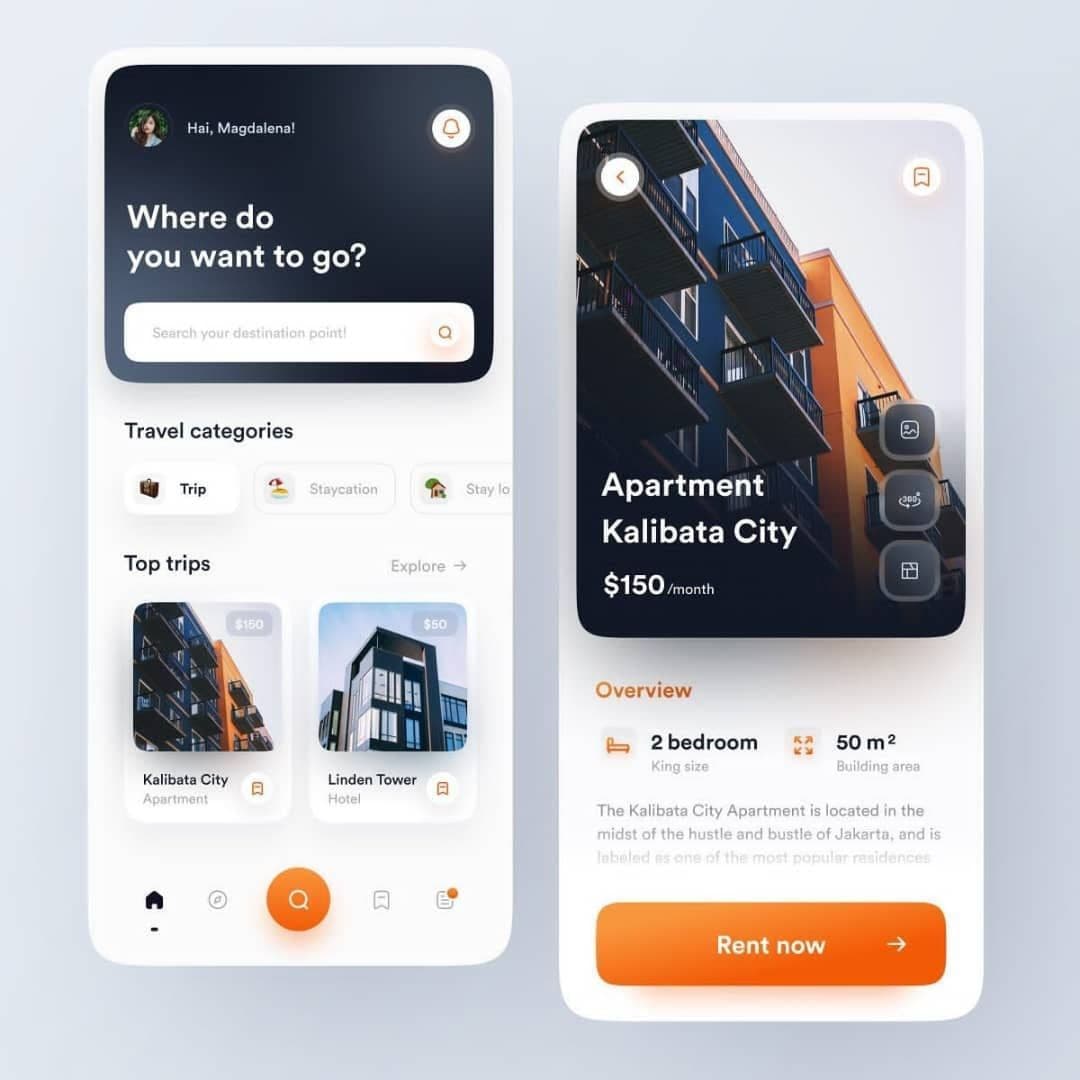 Hai, Magdalena!
Where do
you want to go?
Search your destination point!
Travel categories
Trip
Staycation
Stay lo
Top trips
Explore →
$150
$50
Kalibata City
Apartment
Linden Tower
Hotel
Apartment
Kalibata City
$150/month
360°
Overview
2 bedroom
King size
50 m²
Building area
The Kalibata City Apartment is located in the
midst of the hustle and bustle of Jakarta, and is
labeled as one of the most popular residences
Rent now →